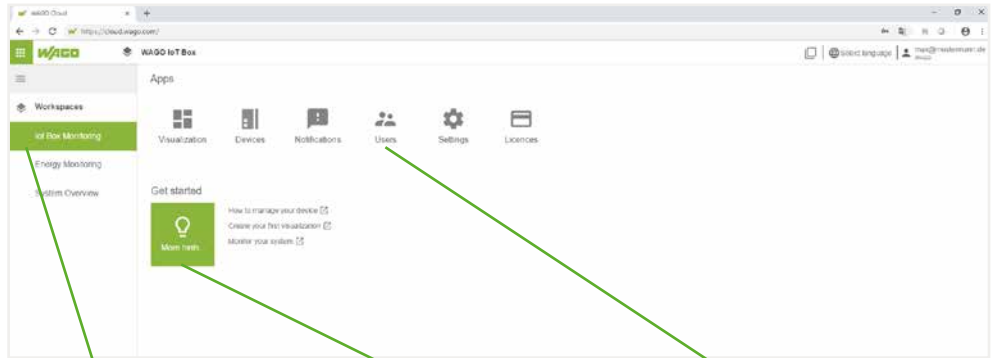 WAGO Cloud
https://cloud.wago.com/
WAGO
WAGO IoT Box
Select language
Apps
Workspaces
Iot Box Monitoring
Energy Monitoring
System Overview
Visualization
Devices
Notifications
Users
Settings
Licences
Get started
More hints
How to manage your device
Create your first visualization
Monitor your system